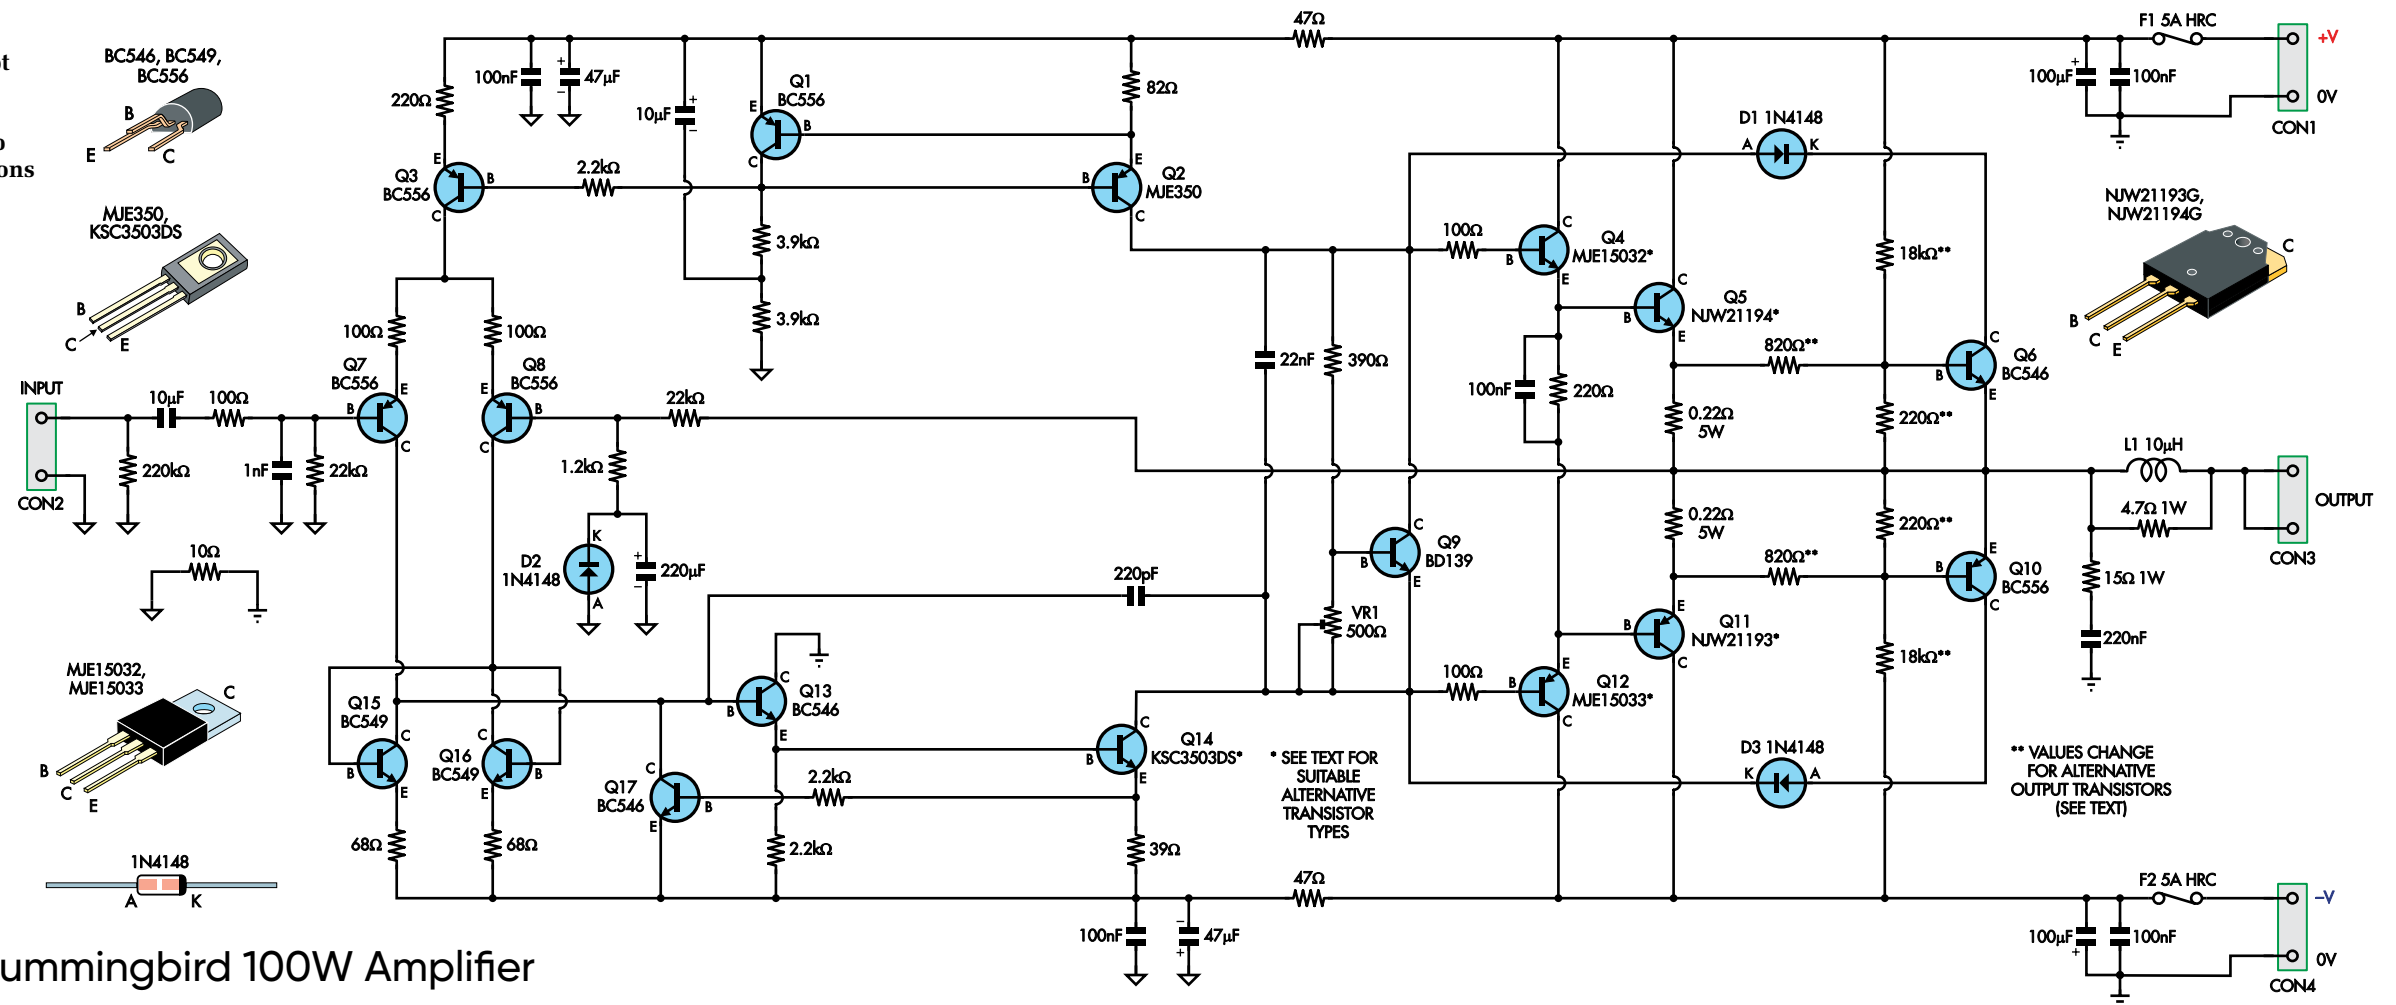 ot
o
ons
BC546, BC549,
BC556
B
E
C
MJE350,
KSC3503DS
B
C
E
INPUT
CON2
10µF
100Ω
220kΩ
1nF
22kΩ
10Ω
MJE15032,
MJE15033
C
B
C
E
1N4148
A
K
ummingbird 100W Amplifier
220Ω
100nF
+
47µF
–
10µF
+
–
Q1
BC556
E
B
C
82Ω
47Ω
Q3
BC556
E
B
C
2.2kΩ
B
E
Q2
MJE350
C
3.9kΩ
3.9kΩ
100Ω
100Ω
Q7
BC556
E
B
C
Q8
BC556
E
B
C
22kΩ
1.2kΩ
D2
1N4148
K
A
+
220µF
–
220pF
Q13
BC546
C
B
E
Q15
BC549
C
B
E
Q16
BC549
C
B
E
Q17
BC546
C
B
E
2.2kΩ
2.2kΩ
68Ω
68Ω
Q14
KSC3503DS*
C
B
E
39Ω
47Ω
100nF
–
47µF
+
22nF
390Ω
VR1
500Ω
Q9
BD139
C
B
E
* SEE TEXT FOR
SUITABLE
ALTERNATIVE
TRANSISTOR
TYPES
100Ω
Q4
MJE15032*
C
B
E
100nF
220Ω
Q5
NJW21194*
C
B
E
D1 1N4148
A
K
18kΩ**
820Ω**
Q6
BC546
C
B
E
0.22Ω
5W
220Ω**
0.22Ω
5W
220Ω**
820Ω**
Q10
BC556
E
B
C
Q11
NJW21193*
E
B
C
100Ω
Q12
MJE15033*
E
B
C
18kΩ**
D3 1N4148
K
A
** VALUES CHANGE
FOR ALTERNATIVE
OUTPUT TRANSISTORS
(SEE TEXT)
F1 5A HRC
+V
100µF
+
100nF
0V
CON1
NJW21193G,
NJW21194G
C
B
C
E
L1 10µH
4.7Ω 1W
OUTPUT
CON3
15Ω 1W
220nF
F2 5A HRC
–V
100µF
+
100nF
0V
CON4